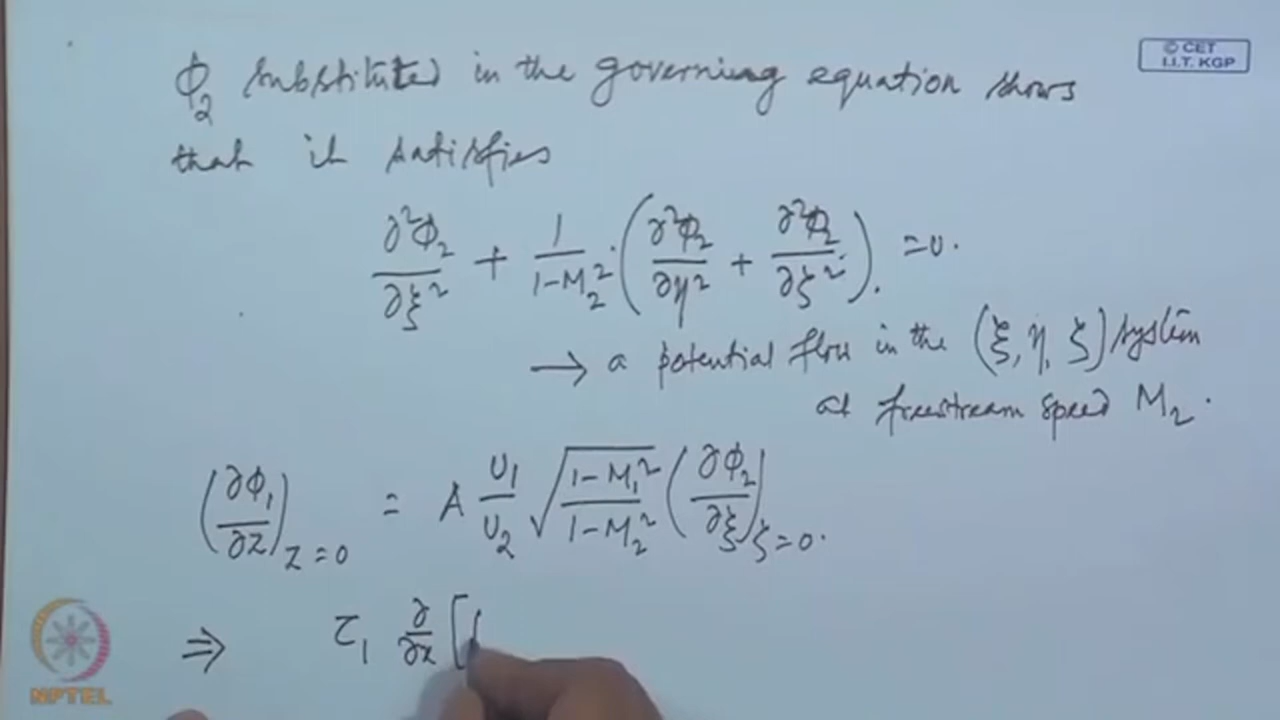 © CET
I.I.T. KGP
ϕ₂ substituted in the governing equation shows
that it satisfies
∂²ϕ₂/∂ξ² + 1/(1-M₂²) (∂²ϕ₂/∂η² + ∂²ϕ₂/∂ζ²) = 0.
→ a potential flow in the (ξ, η, ζ) system
at freestream speed M₂.
(∂ϕ₁/∂z)_{z=0} = A U₁/U₂ √((1-M₁²)/(1-M₂²)) (∂ϕ₂/∂ζ)_{ζ=0}.
⇒ τ₁ ∂/∂x [(
NPTEL